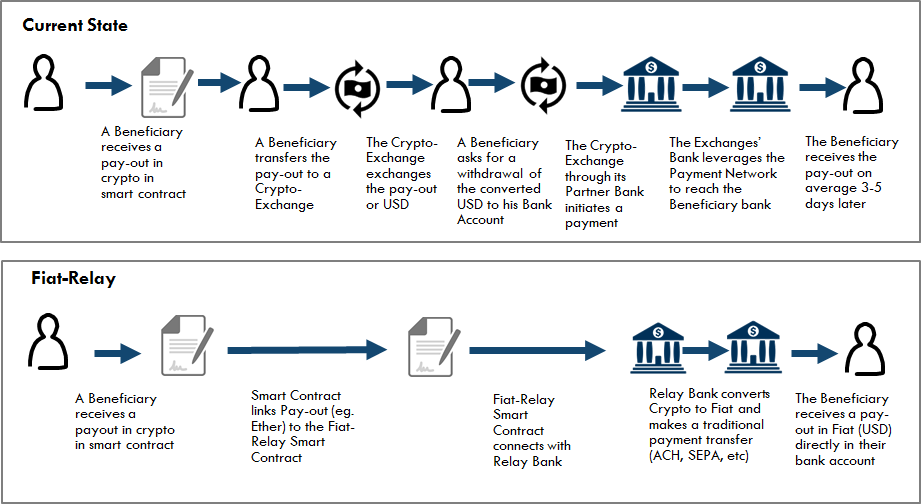 Current State
A Beneficiary
receives a
pay-out in
crypto in
smart contract
A Beneficiary
transfers the
pay-out to a
Crypto-
Exchange
The Crypto-
Exchange
exchanges
the pay-out
or USD
A Beneficiary
asks for a
withdrawal of
the converted
USD to his Bank
Account
The Crypto-
Exchange
through its
Partner Bank
initiates a
payment
The Exchanges’
Bank leverages the
Payment Network
to reach the
Beneficiary bank
The Beneficiary
receives the
pay-out on
average 3-5
days later
Fiat-Relay
A Beneficiary
receives a
payout in crypto
in smart contract
Smart Contract
links Pay-out (eg.
Ether) to the Fiat-
Relay Smart
Contract
Fiat-Relay
Smart
Contract
connects with
Relay Bank
Relay Bank converts
Crypto to Fiat and
makes a traditional
payment transfer
(ACH, SEPA, etc)
The Beneficiary
receives a pay-
out in Fiat (USD)
directly in their
bank account